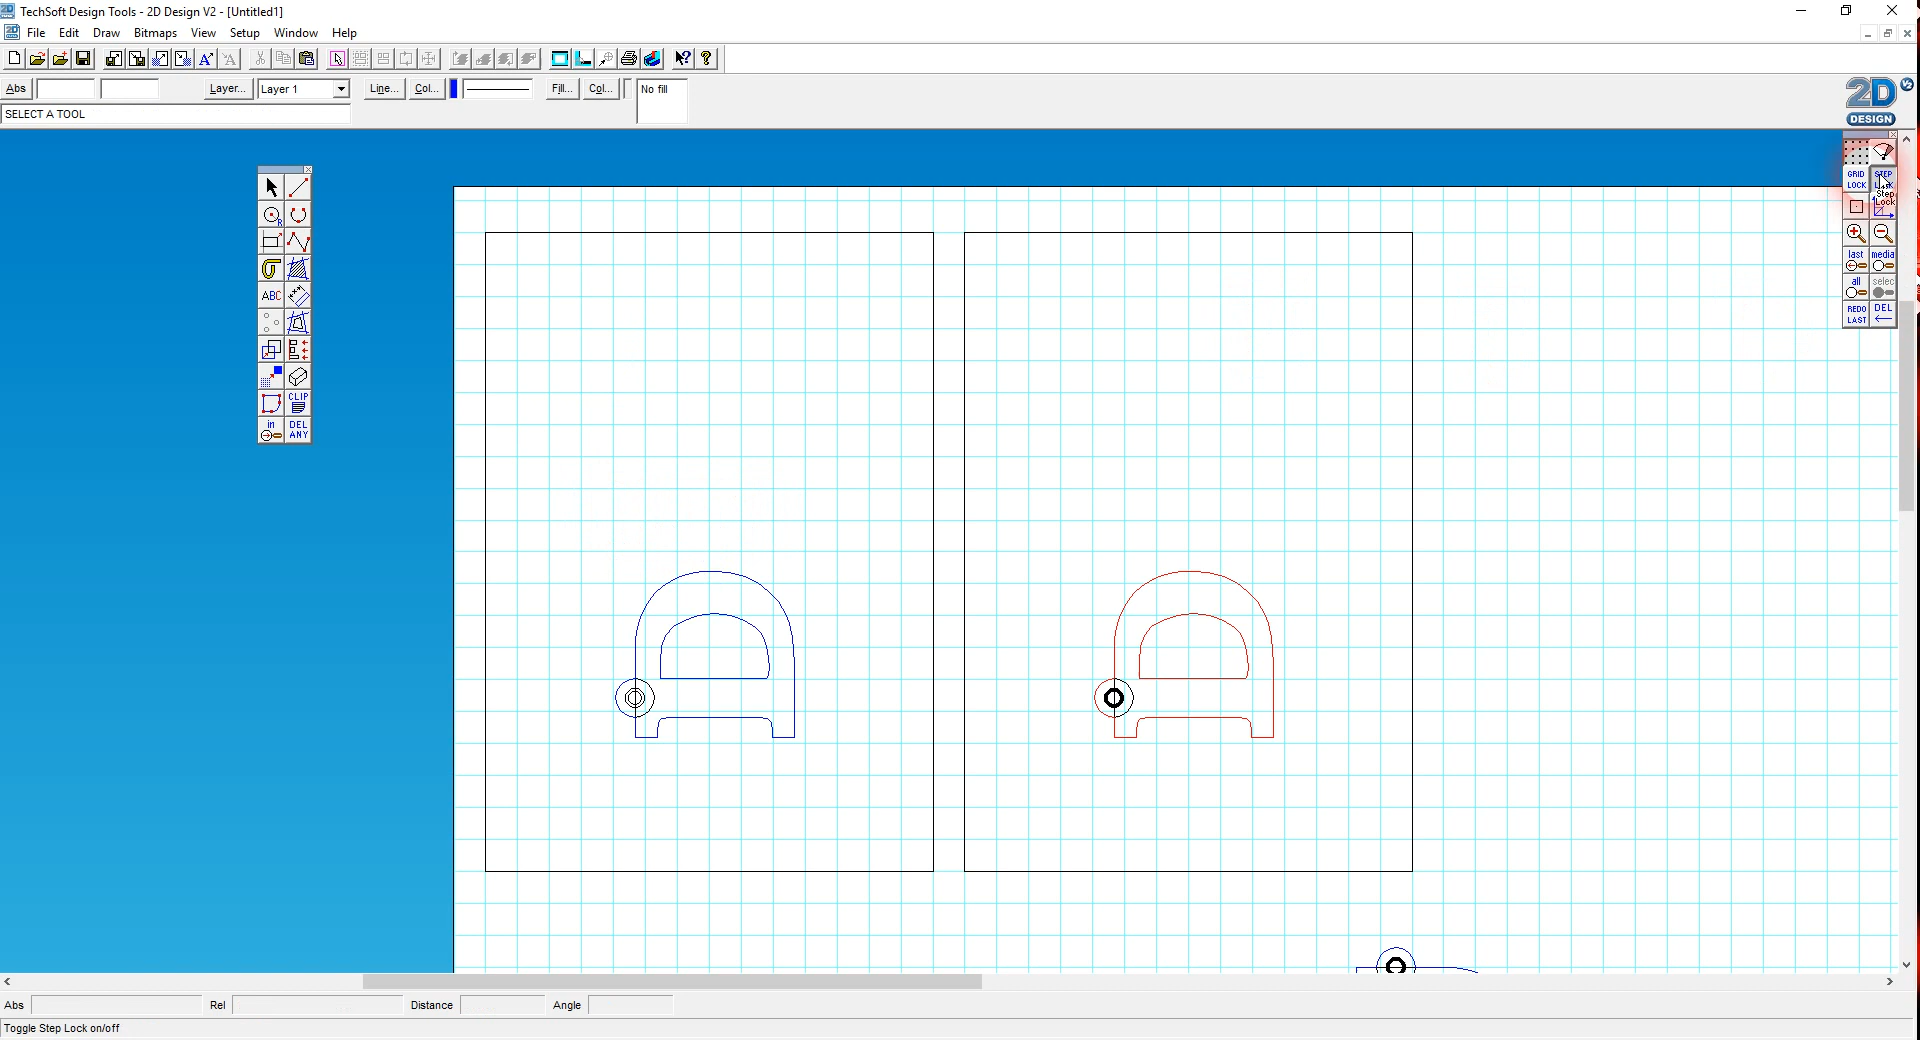 TechSoft Design Tools - 2D Design V2 - [Untitled1]
File Edit Draw Bitmaps View Setup Window Help
Abs Layer... Layer 1 Line... Col... Fill... Col... No fill
SELECT A TOOL
2D V2
DESIGN
GRID LOCK
Step Lock
last media
all selec
REDO LAST DEL
ABC
CLIP
in DEL ANY
Abs Rel Distance Angle
Toggle Step Lock on/off